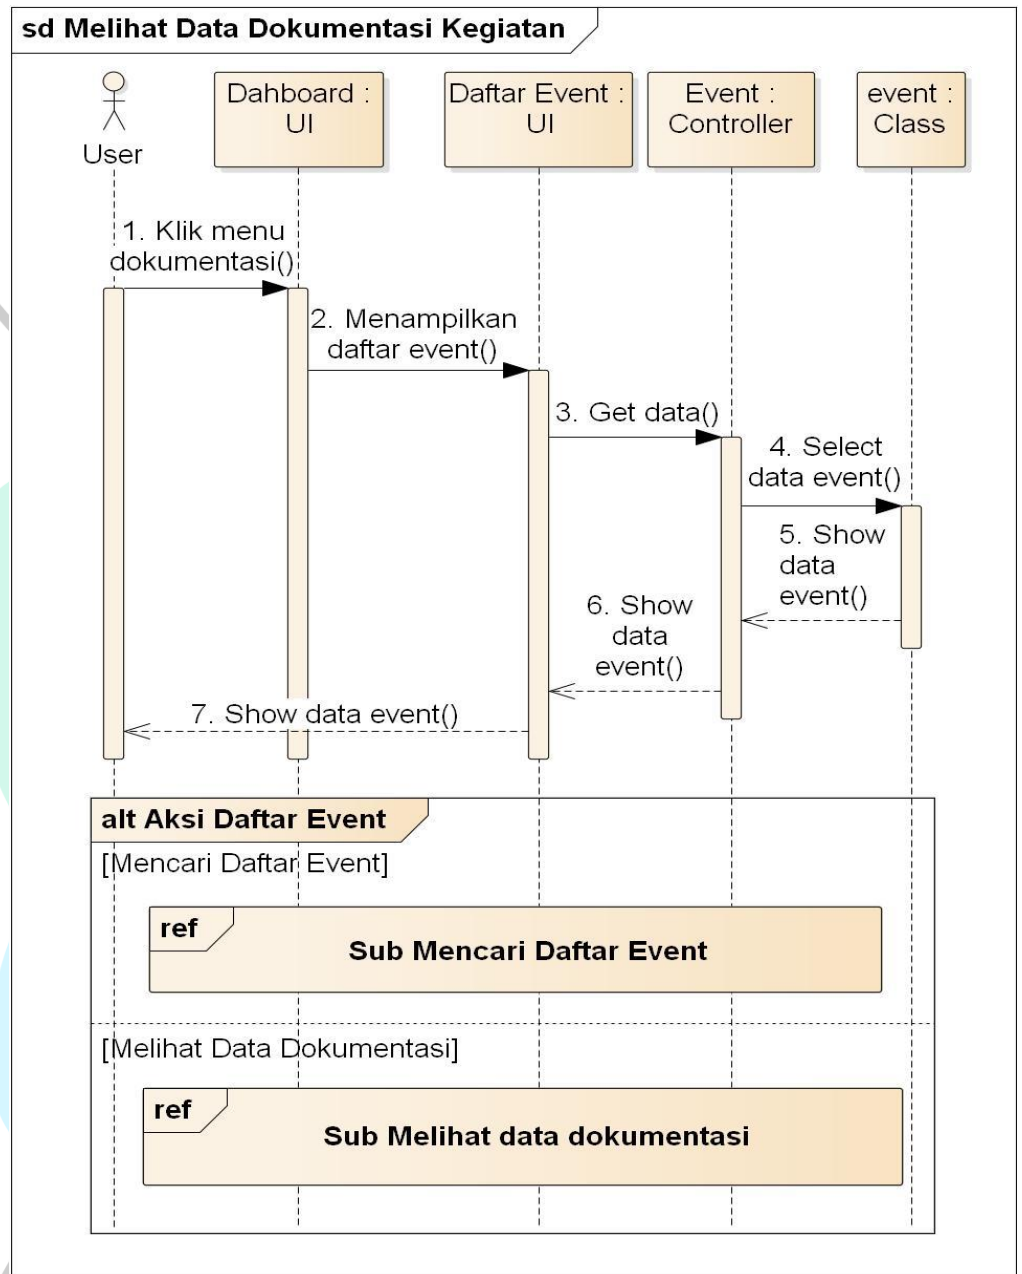 sd Melihat Data Dokumentasi Kegiatan
User
Dahboard :
UI
Daftar Event :
UI
Event :
Controller
event :
Class
1. Klik menu
dokumentasi()
2. Menampilkan
daftar event()
3. Get data()
4. Select
data event()
5. Show
data
event()
6. Show
data
event()
7. Show data event()
alt Aksi Daftar Event
[Mencari Daftar Event]
ref
Sub Mencari Daftar Event
[Melihat Data Dokumentasi]
ref
Sub Melihat data dokumentasi